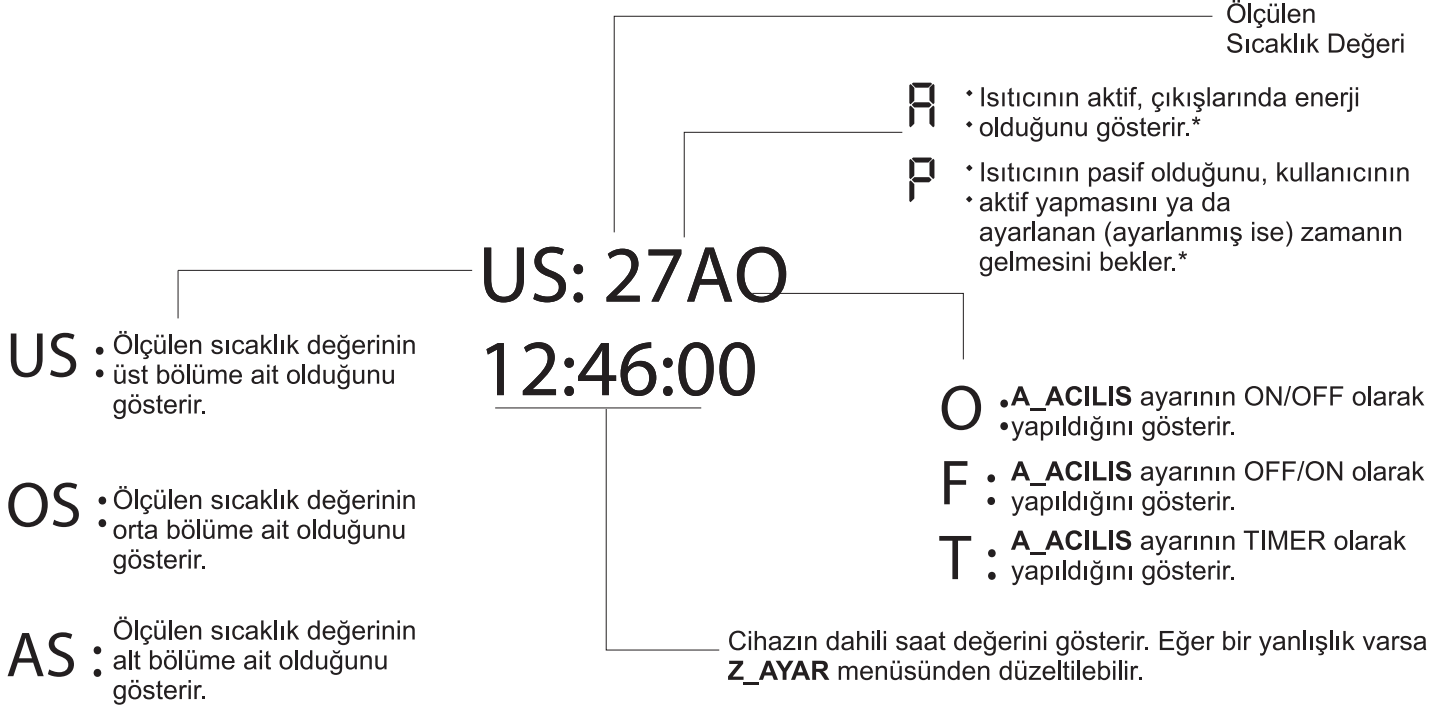 Ölçülen
Sıcaklık Değeri
A
Isıtıcının aktif, çıkışlarında enerji
olduğunu gösterir.*
P
Isıtıcının pasif olduğunu, kullanıcının
aktif yapmasını ya da
ayarlanan (ayarlanmış ise) zamanın
gelmesini bekler.*
US: 27AO
12:46:00
US : Ölçülen sıcaklık değerinin
üst bölüme ait olduğunu
gösterir.
OS : Ölçülen sıcaklık değerinin
orta bölüme ait olduğunu
gösterir.
AS : Ölçülen sıcaklık değerinin
alt bölüme ait olduğunu
gösterir.
O : A_ACILIS ayarının ON/OFF olarak
yapıldığını gösterir.
F : A_ACILIS ayarının OFF/ON olarak
yapıldığını gösterir.
T : A_ACILIS ayarının TIMER olarak
yapıldığını gösterir.
Cihazın dahili saat değerini gösterir. Eğer bir yanlışlık varsa
Z_AYAR menüsünden düzeltilebilir.